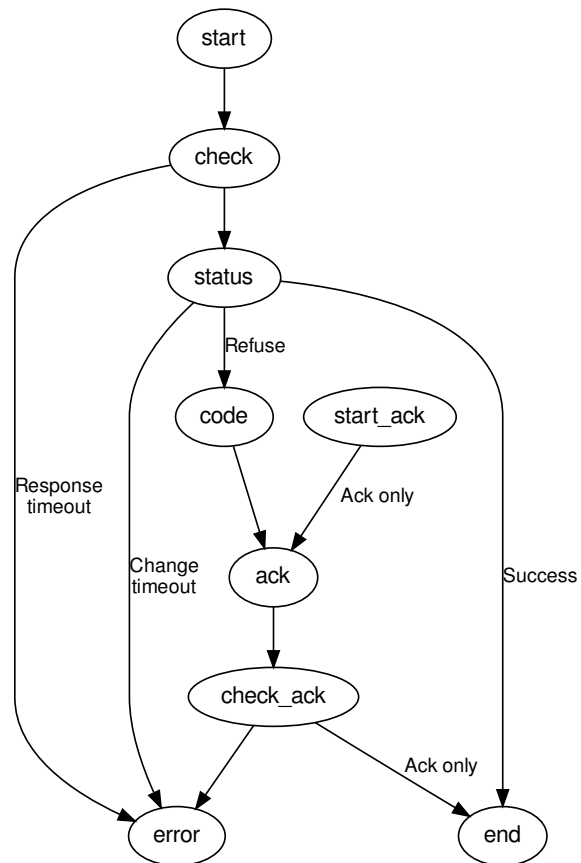 start
check
status
Refuse
code
start_ack
Response
timeout
Ack only
Change
timeout
ack
Success
check_ack
Ack only
error
end